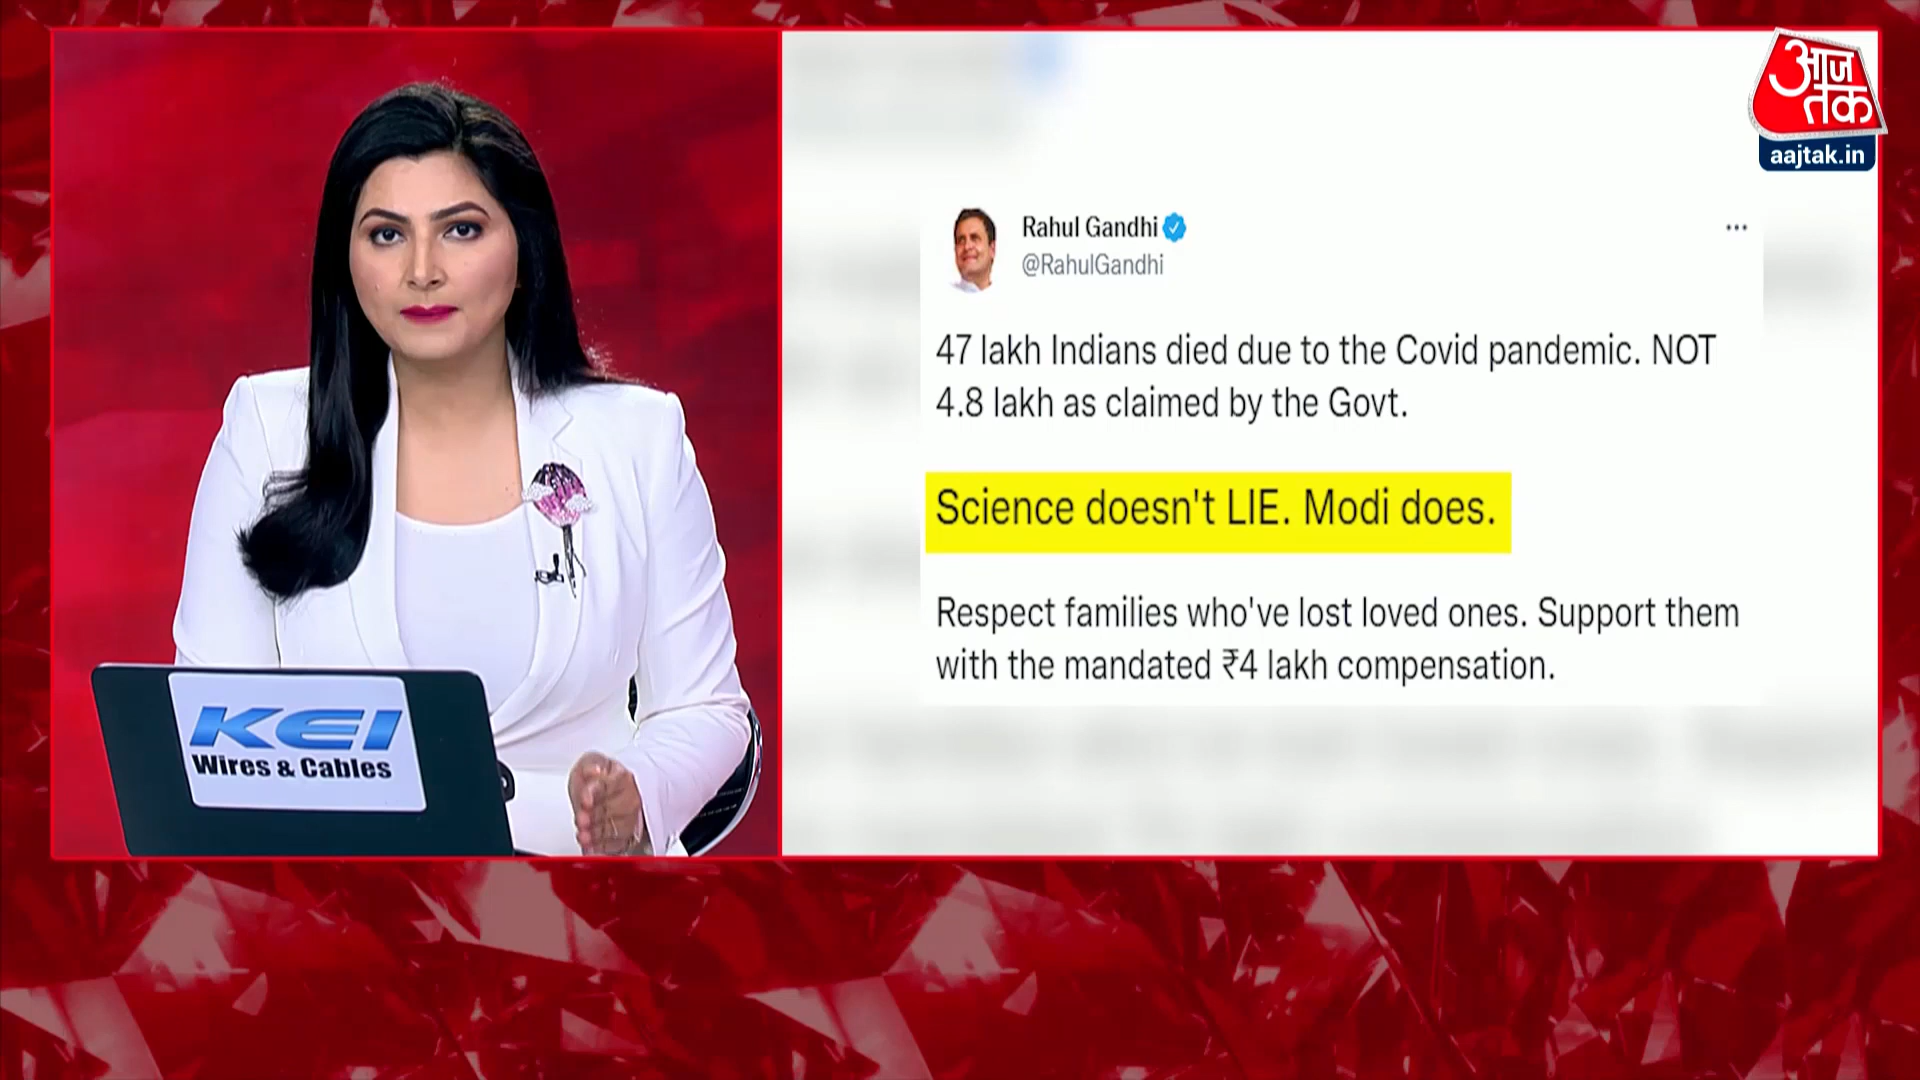 आज
तक
aajtak.in
Rahul Gandhi
@RahulGandhi
47 lakh Indians died due to the Covid pandemic. NOT
4.8 lakh as claimed by the Govt.
Science doesn't LIE. Modi does.
Respect families who've lost loved ones. Support them
with the mandated ₹4 lakh compensation.
KEI
Wires & Cables